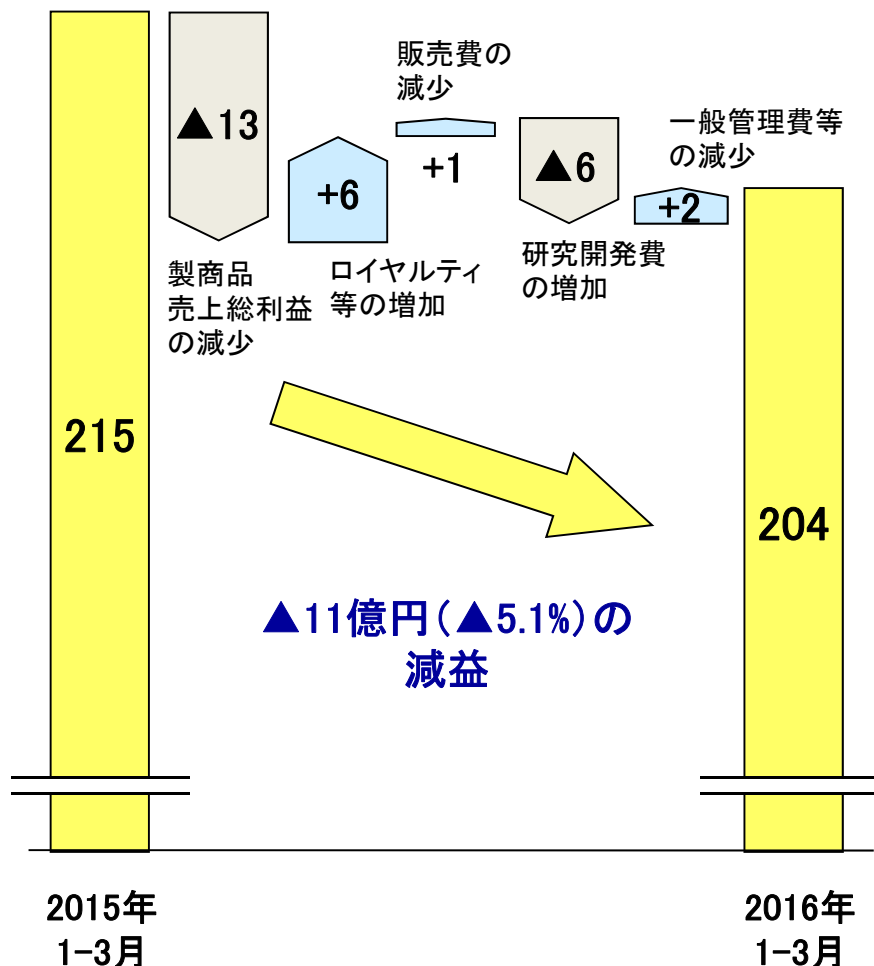 販売費の
減少
一般管理費等
の減少
▲13
+6
+1
▲6
+2
製商品
売上総利益
の減少
ロイヤルティ
等の増加
研究開発費
の増加
215
204
▲11億円(▲5.1%)の
減益
2015年
1-3月
2016年
1-3月